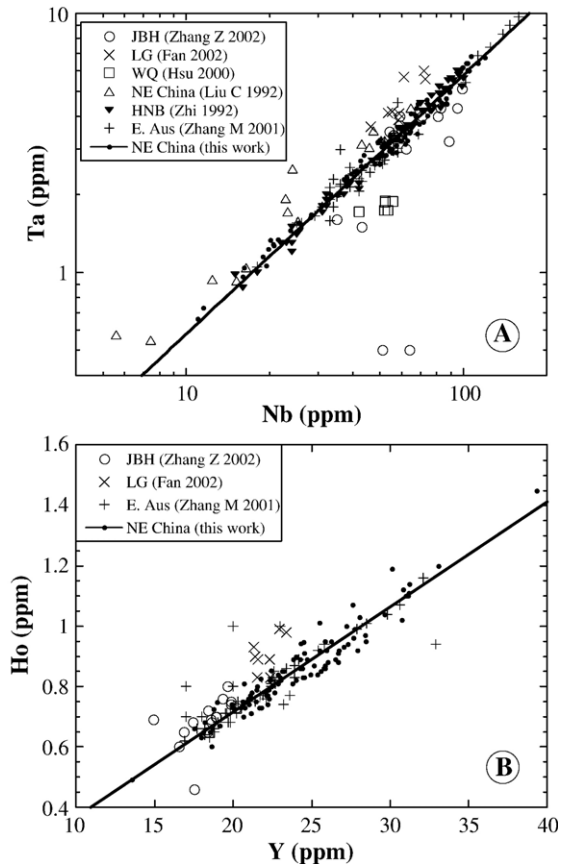 10
JBH (Zhang Z 2002)
LG (Fan 2002)
WQ (Hsu 2000)
NE China (Liu C 1992)
HNB (Zhi 1992)
E. Aus (Zhang M 2001)
NE China (this work)
Ta (ppm)
1
A
10 100
Nb (ppm)
1.6
JBH (Zhang Z 2002)
LG (Fan 2002)
E. Aus (Zhang M 2001)
NE China (this work)
1.4
1.2
Ho (ppm)
1
0.8
0.6
B
0.4
10 15 20 25 30 35 40
Y (ppm)